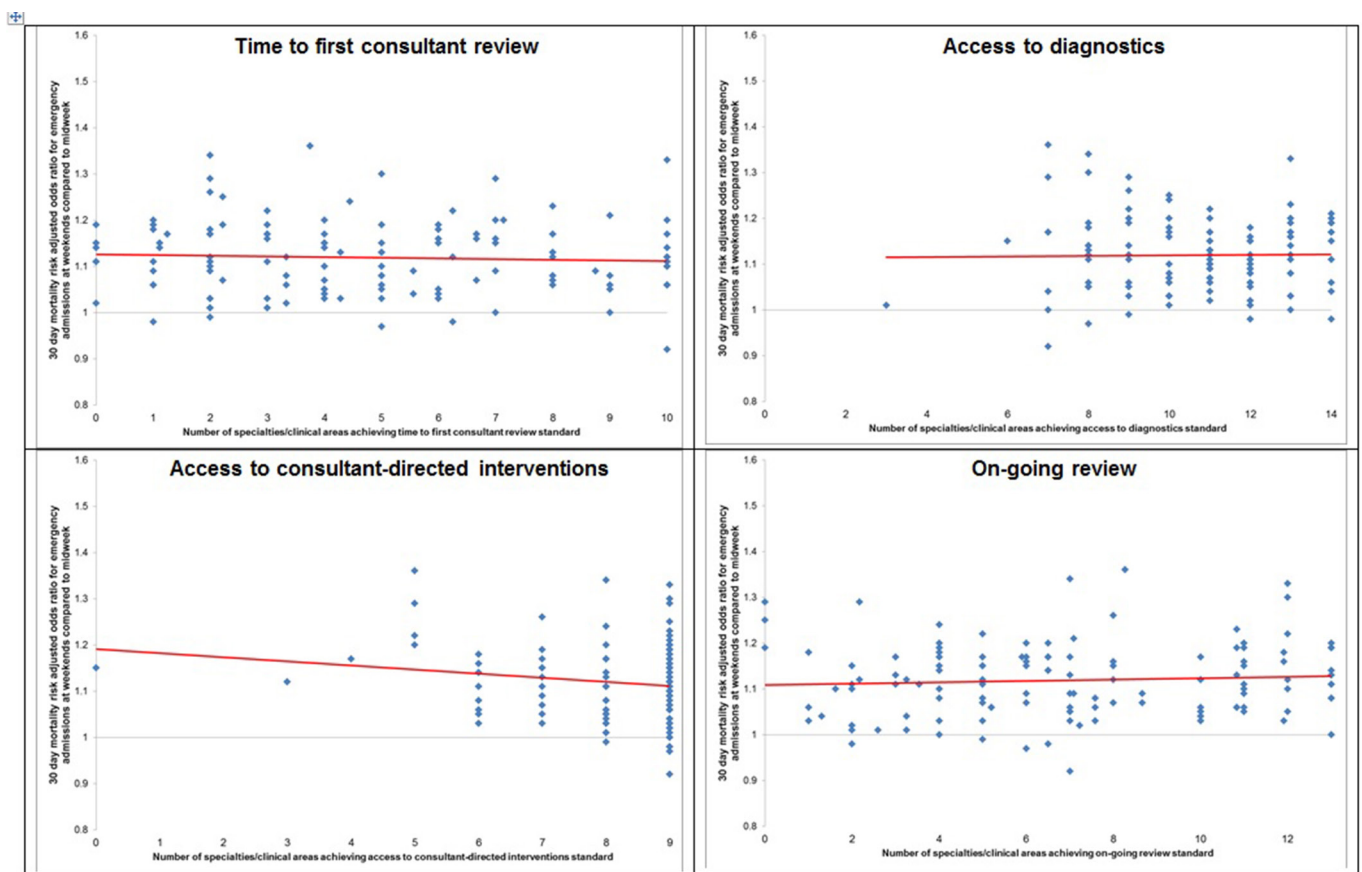 Time to first consultant review
30 day mortality risk adjusted odds ratio for emergency
admissions at weekends compared to midweek
1.6
1.5
1.4
1.3
1.2
1.1
1
0.9
0.8
0 1 2 3 4 5 6 7 8 9 10
Number of specialties/clinical areas achieving time to first consultant review standard
Access to diagnostics
30 day mortality risk adjusted odds ratio for emergency
admissions at weekends compared to midweek
1.6
1.5
1.4
1.3
1.2
1.1
1
0.9
0.8
0 2 4 6 8 10 12 14
Number of specialties/clinical areas achieving access to diagnostics standard
Access to consultant-directed interventions
30 day mortality risk adjusted odds ratio for emergency
admissions at weekends compared to midweek
1.6
1.5
1.4
1.3
1.2
1.1
1
0.9
0.8
0 1 2 3 4 5 6 7 8 9
Number of specialties/clinical areas achieving access to consultant-directed interventions standard
On-going review
30 day mortality risk adjusted odds ratio for emergency
admissions at weekends compared to midweek
1.6
1.5
1.4
1.3
1.2
1.1
1
0.9
0.8
0 2 4 6 8 10 12
Number of specialties/clinical areas achieving on-going review standard